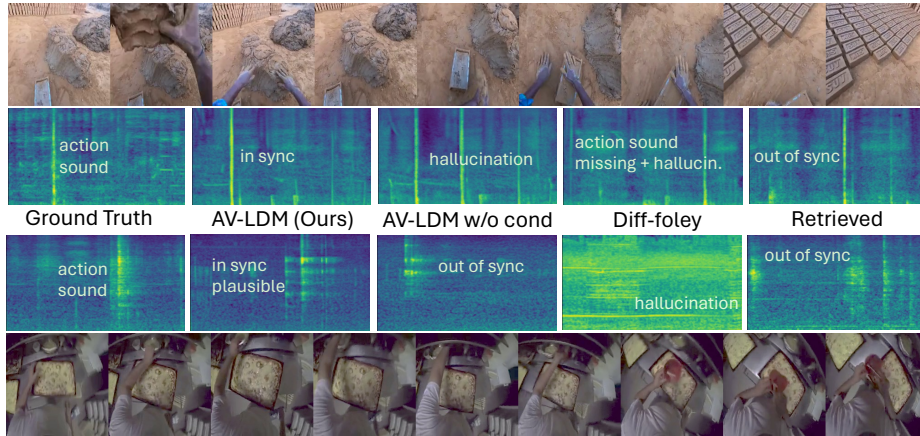 action
sound
in sync
hallucination
action sound
missing + hallucin.
out of sync
Ground Truth
AV-LDM (Ours)
AV-LDM w/o cond
Diff-foley
Retrieved
action
sound
in sync
plausible
out of sync
hallucination
out of sync